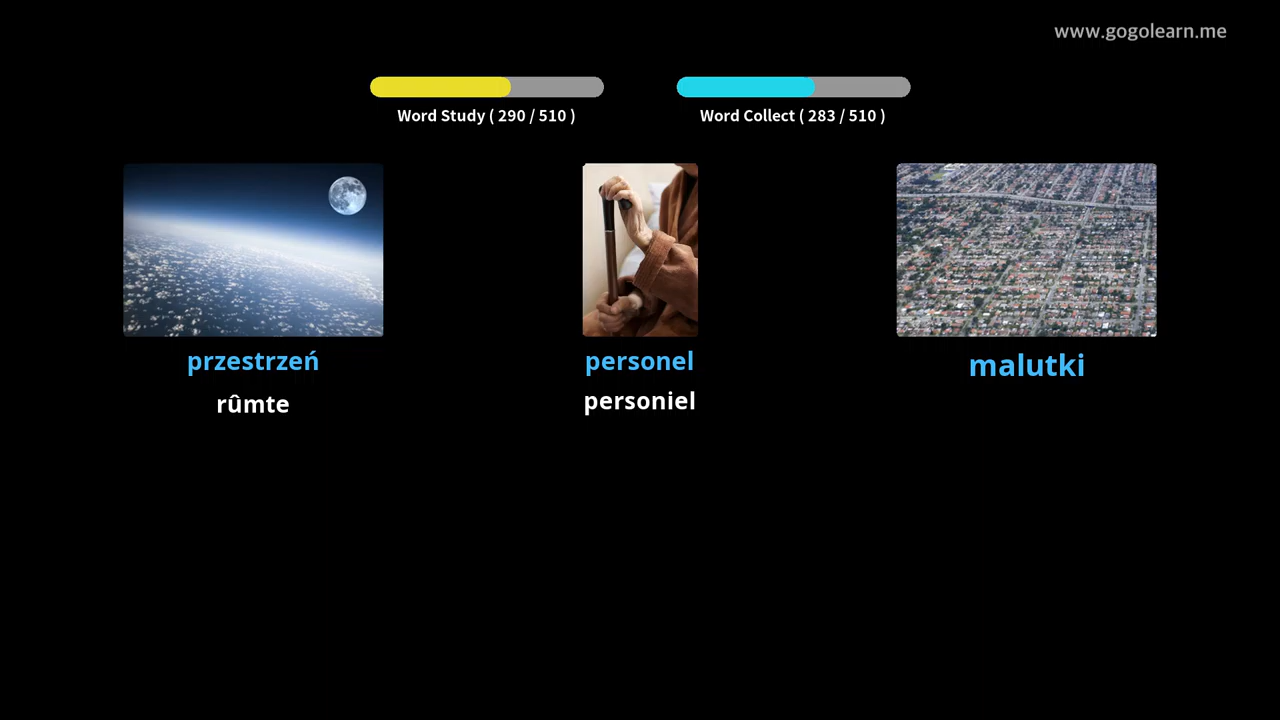 www.gogolearn.me
Word Study ( 290 / 510 )
Word Collect ( 283 / 510 )
przestrzeń
personel
malutki
rûmte
personiel